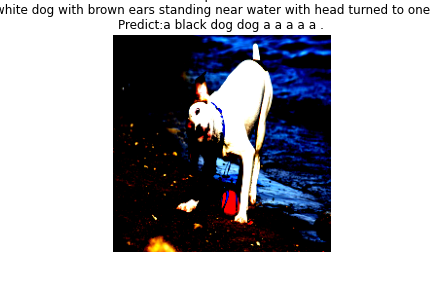 white dog with brown ears standing near water with head turned to one
Predict:a black dog dog a a a a a .